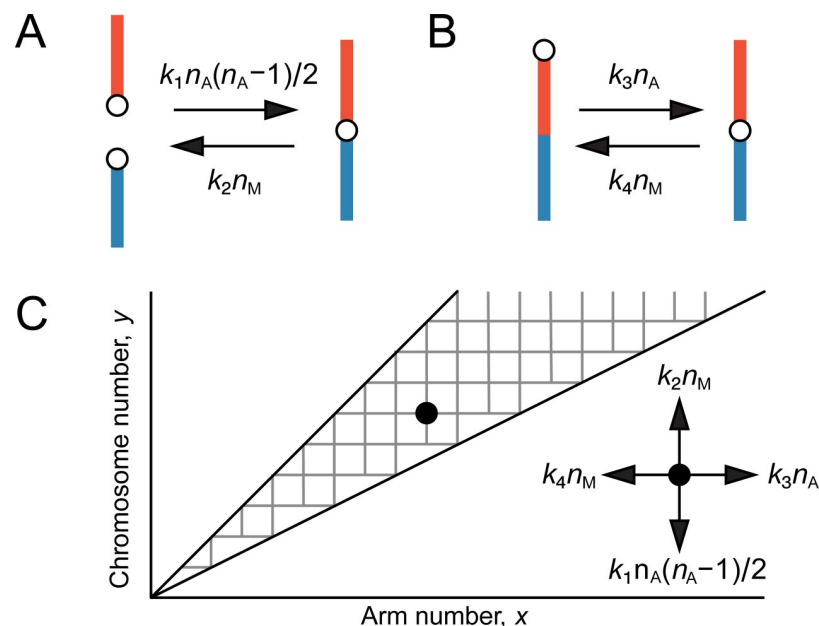 A
k₁nA(nA−1)/2
k₂nM
B
k₃nA
k₄nM
C
Chromosome number, y
Arm number, x
k₂nM
k₄nM
k₃nA
k₁nA(nA−1)/2